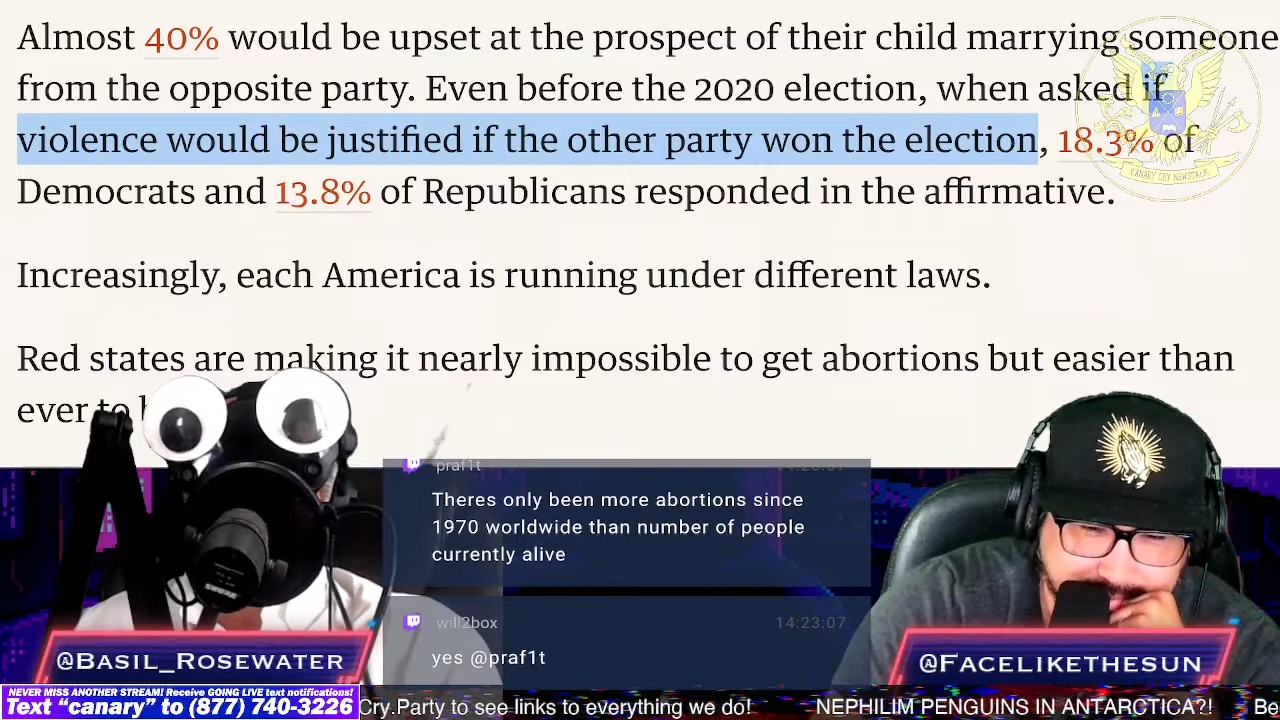 Almost 40% would be upset at the prospect of their child marrying someone
from the opposite party. Even before the 2020 election, when asked if
violence would be justified if the other party won the election, 18.3% of
Democrats and 13.8% of Republicans responded in the affirmative.
CANARY CRY NEWS TALK
Increasingly, each America is running under different laws.
Red states are making it nearly impossible to get abortions but easier than
ever to
praf1t
Theres only been more abortions since
1970 worldwide than number of people
currently alive
will2box 14:23:07
yes @praf1t
SHURE
@BASIL_ROSEWATER
@FACELIKETHESUN
NEVER MISS ANOTHER STREAM! Receive GOING LIVE text notifications!
Text “canary” to (877) 740-3226
Cry.Party to see links to everything we do! NEPHILIM PENGUINS IN ANTARCTICA?! Be